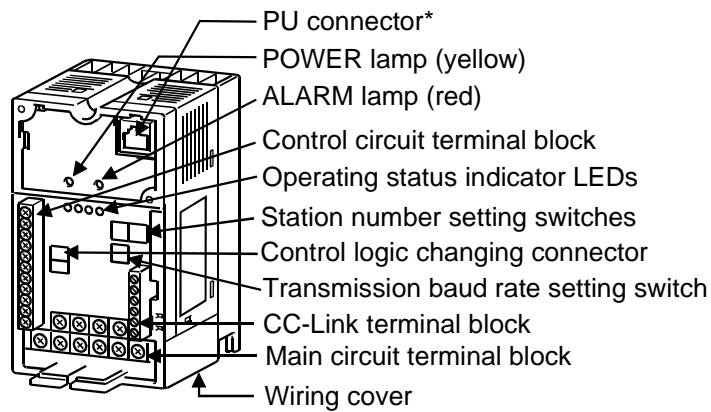 PU connector*
POWER lamp (yellow)
ALARM lamp (red)
Control circuit terminal block
Operating status indicator LEDs
Station number setting switches
Control logic changing connector
Transmission baud rate setting switch
CC-Link terminal block
Main circuit terminal block
Wiring cover